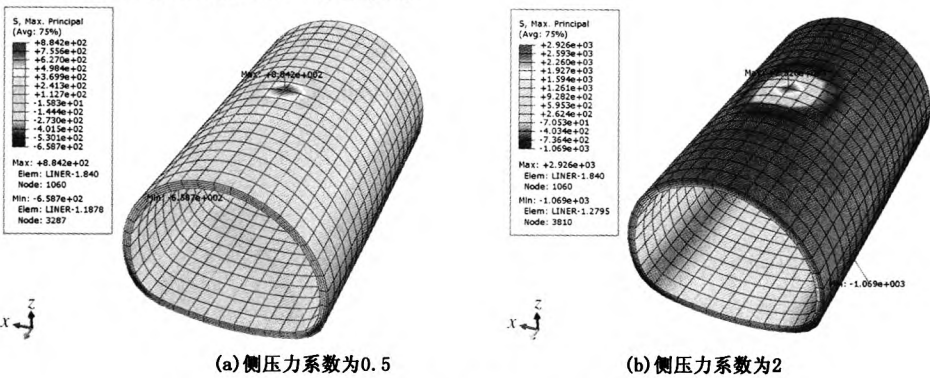 S, Max. Principal
(Avg: 75%)
+8.842e+02
+7.556e+02
+6.270e+02
+4.984e+02
+3.699e+02
+2.413e+02
+1.127e+02
-1.583e+01
-1.444e+02
-2.730e+02
-4.015e+02
-5.301e+02
-6.587e+02
Max: +8.842e+02
Elem: LINER-1.840
Node: 1060
Min: -6.587e+02
Elem: LINER-1.1878
Node: 3287
Max: +8.842e+002
Min: -6.587e+002
z
x
(a)侧压力系数为0.5
S, Max. Principal
(Avg: 75%)
+2.926e+03
+2.593e+03
+2.260e+03
+1.927e+03
+1.594e+03
+1.261e+03
+9.282e+02
+5.953e+02
+2.624e+02
-7.053e+01
-4.034e+02
-7.364e+02
-1.069e+03
Max: +2.926e+03
Elem: LINER-1.840
Node: 1060
Min: -1.069e+03
Elem: LINER-1.2795
Node: 3810
-1.069e+003
z
x
(b)侧压力系数为2